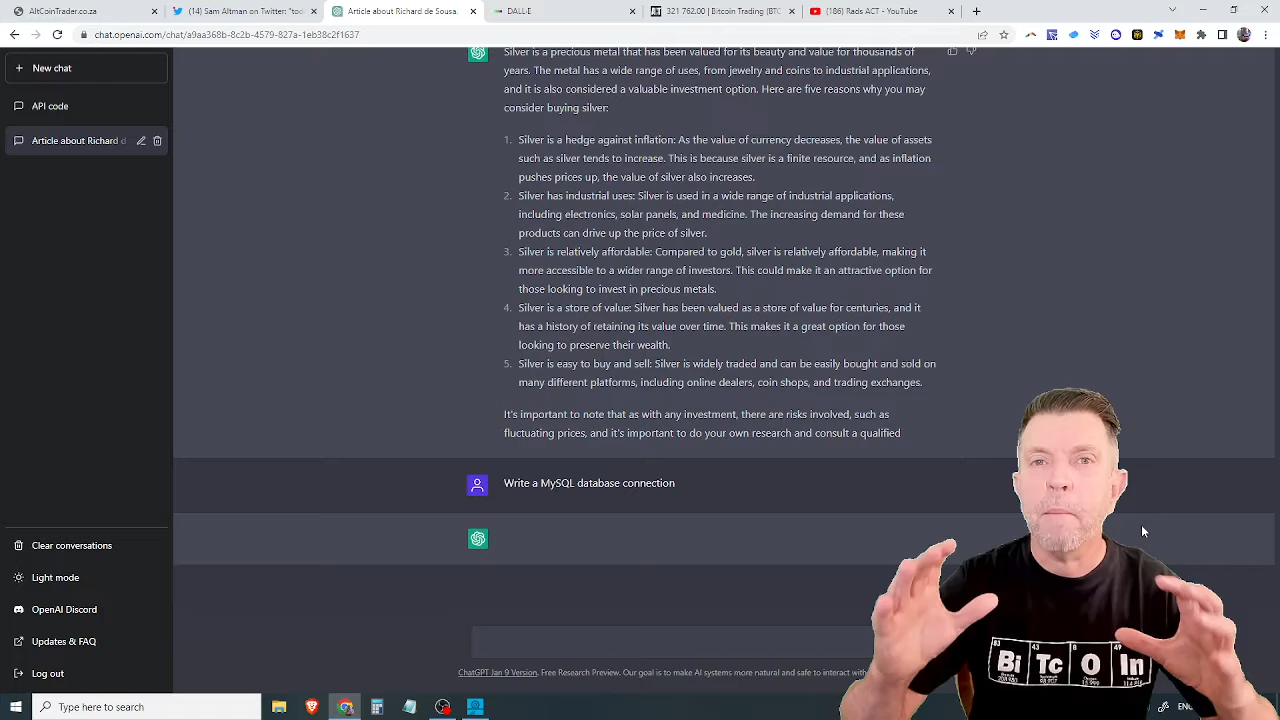 AltCoinTrader.co.za
(14) Sam Altman on Twitter: "tod
Article about Richard de Sousa.
DALL·E
321 762.00 | Bitcoin Trading (BTC
(186) Rads ACT - YouTube
chat.openai.com/chat/a9aa368b-8c2b-4579-827a-1eb38c2f1637
New chat
API code
Article about Richard d
Silver is a precious metal that has been valued for its beauty and value for thousands of
years. The metal has a wide range of uses, from jewelry and coins to industrial applications,
and it is also considered a valuable investment option. Here are five reasons why you may
consider buying silver:
1. Silver is a hedge against inflation: As the value of currency decreases, the value of assets
such as silver tends to increase. This is because silver is a finite resource, and as inflation
pushes prices up, the value of silver also increases.
2. Silver has industrial uses: Silver is used in a wide range of industrial applications,
including electronics, solar panels, and medicine. The increasing demand for these
products can drive up the price of silver.
3. Silver is relatively affordable: Compared to gold, silver is relatively affordable, making it
more accessible to a wider range of investors. This could make it an attractive option for
those looking to invest in precious metals.
4. Silver is a store of value: Silver has been valued as a store of value for centuries, and it
has a history of retaining its value over time. This makes it a great option for those
looking to preserve their wealth.
5. Silver is easy to buy and sell: Silver is widely traded and can be easily bought and sold on
many different platforms, including online dealers, coin shops, and trading exchanges.
It's important to note that as with any investment, there are risks involved, such as
fluctuating prices, and it's important to do your own research and consult a qualified
Write a MySQL database connection
Clear conversations
Light mode
OpenAI Discord
Updates & FAQ
Log out
ChatGPT Jan 9 Version. Free Research Preview. Our goal is to make AI systems more natural and safe to interact with
83 43 8 49
Bi Tc O In
Type here to search
ENG